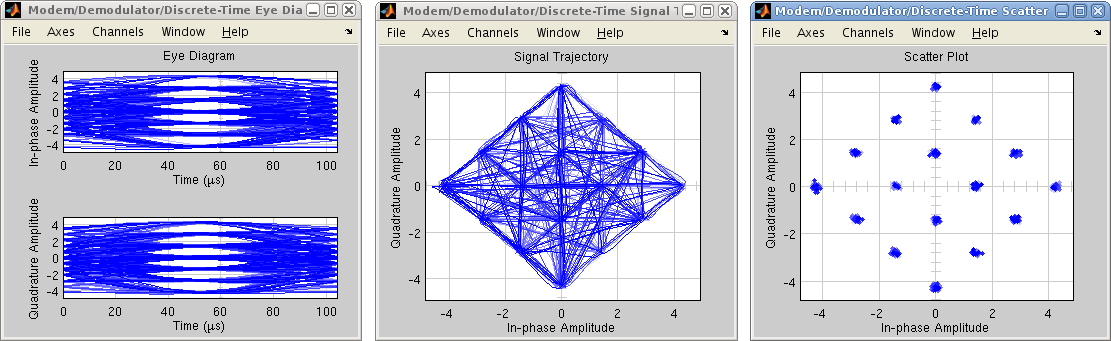 Modem/Demodulator/Discrete-Time Eye Dia
File Axes Channels Window Help
Eye Diagram
In-phase Amplitude
4
2
0
-2
-4
0 20 40 60 80 100
Time (μs)
Quadrature Amplitude
4
2
0
-2
-4
0 20 40 60 80 100
Time (μs)
Modem/Demodulator/Discrete-Time Signal T
File Axes Channels Window Help
Signal Trajectory
Quadrature Amplitude
4
2
0
-2
-4
-4 -2 0 2 4
In-phase Amplitude
Modem/Demodulator/Discrete-Time Scatter
File Axes Channels Window Help
Scatter Plot
Quadrature Amplitude
4
2
0
-2
-4
-4 -2 0 2 4
In-phase Amplitude